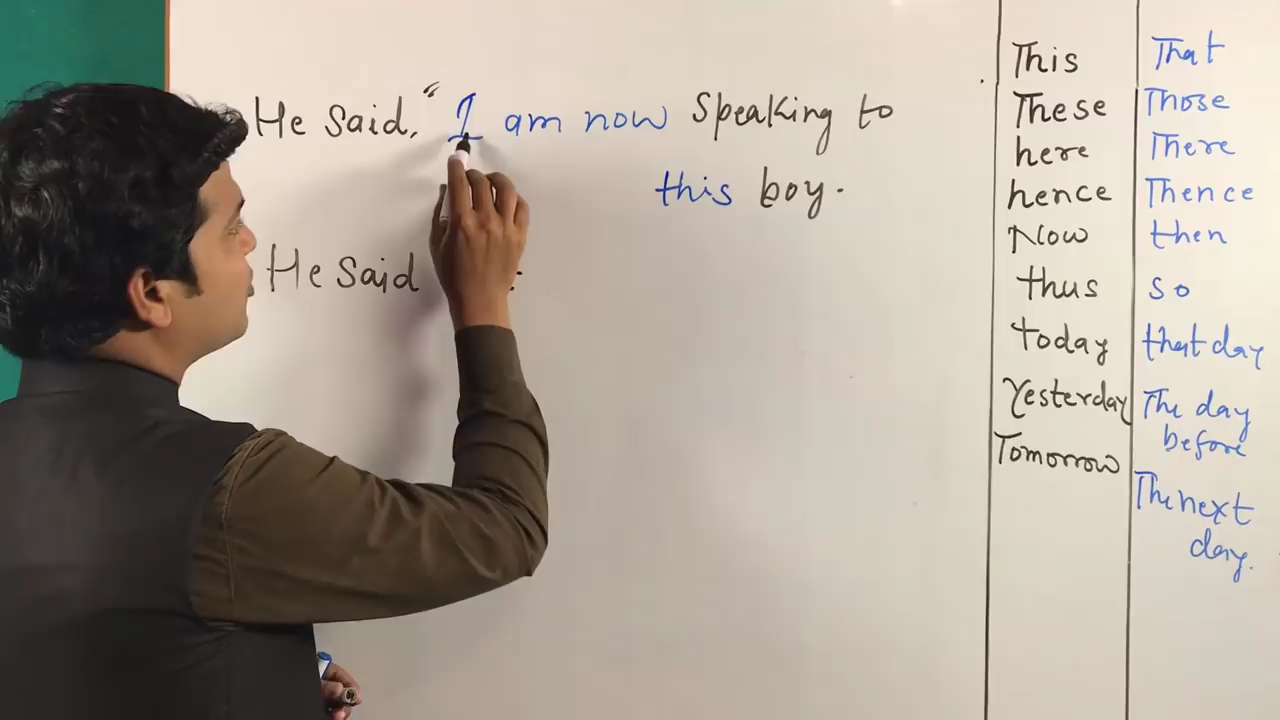 He said, “ I am now speaking to
this boy.
He said
This That
These Those
here There
hence Thence
Now then
thus so
today that day
Yesterday The day
before
Tomorrow
The next
day.